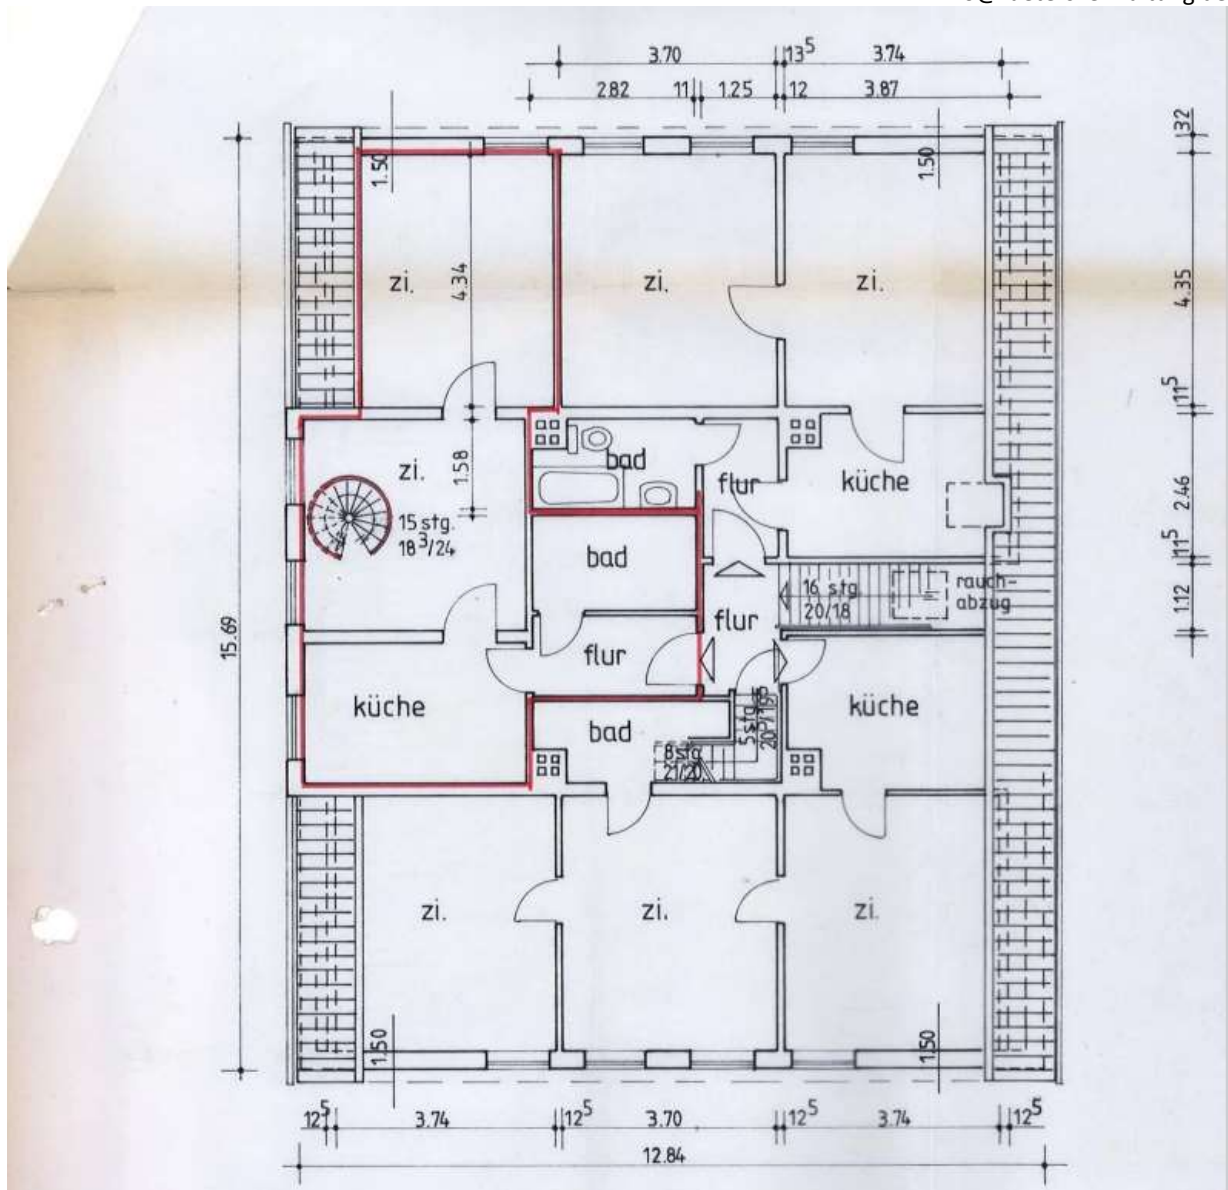 3.70 13⁵ 3.74
2.82 11 1.25 12 3.87
32
1.50 1.50
zi. 4.34 zi. zi. 4.35
11⁵
zi. 1.58 bad flur küche 2.46
15 stg.
18³/24
bad 11⁵
16 stg. rauch-
20/18 abzug 1.12
15.69 flur flur
küche bad küche
5 stg.
8 stg.
21/20
zi. zi. zi.
1.50 1.50
12⁵ 3.74 12⁵ 3.70 12⁵ 3.74 12⁵
12.84